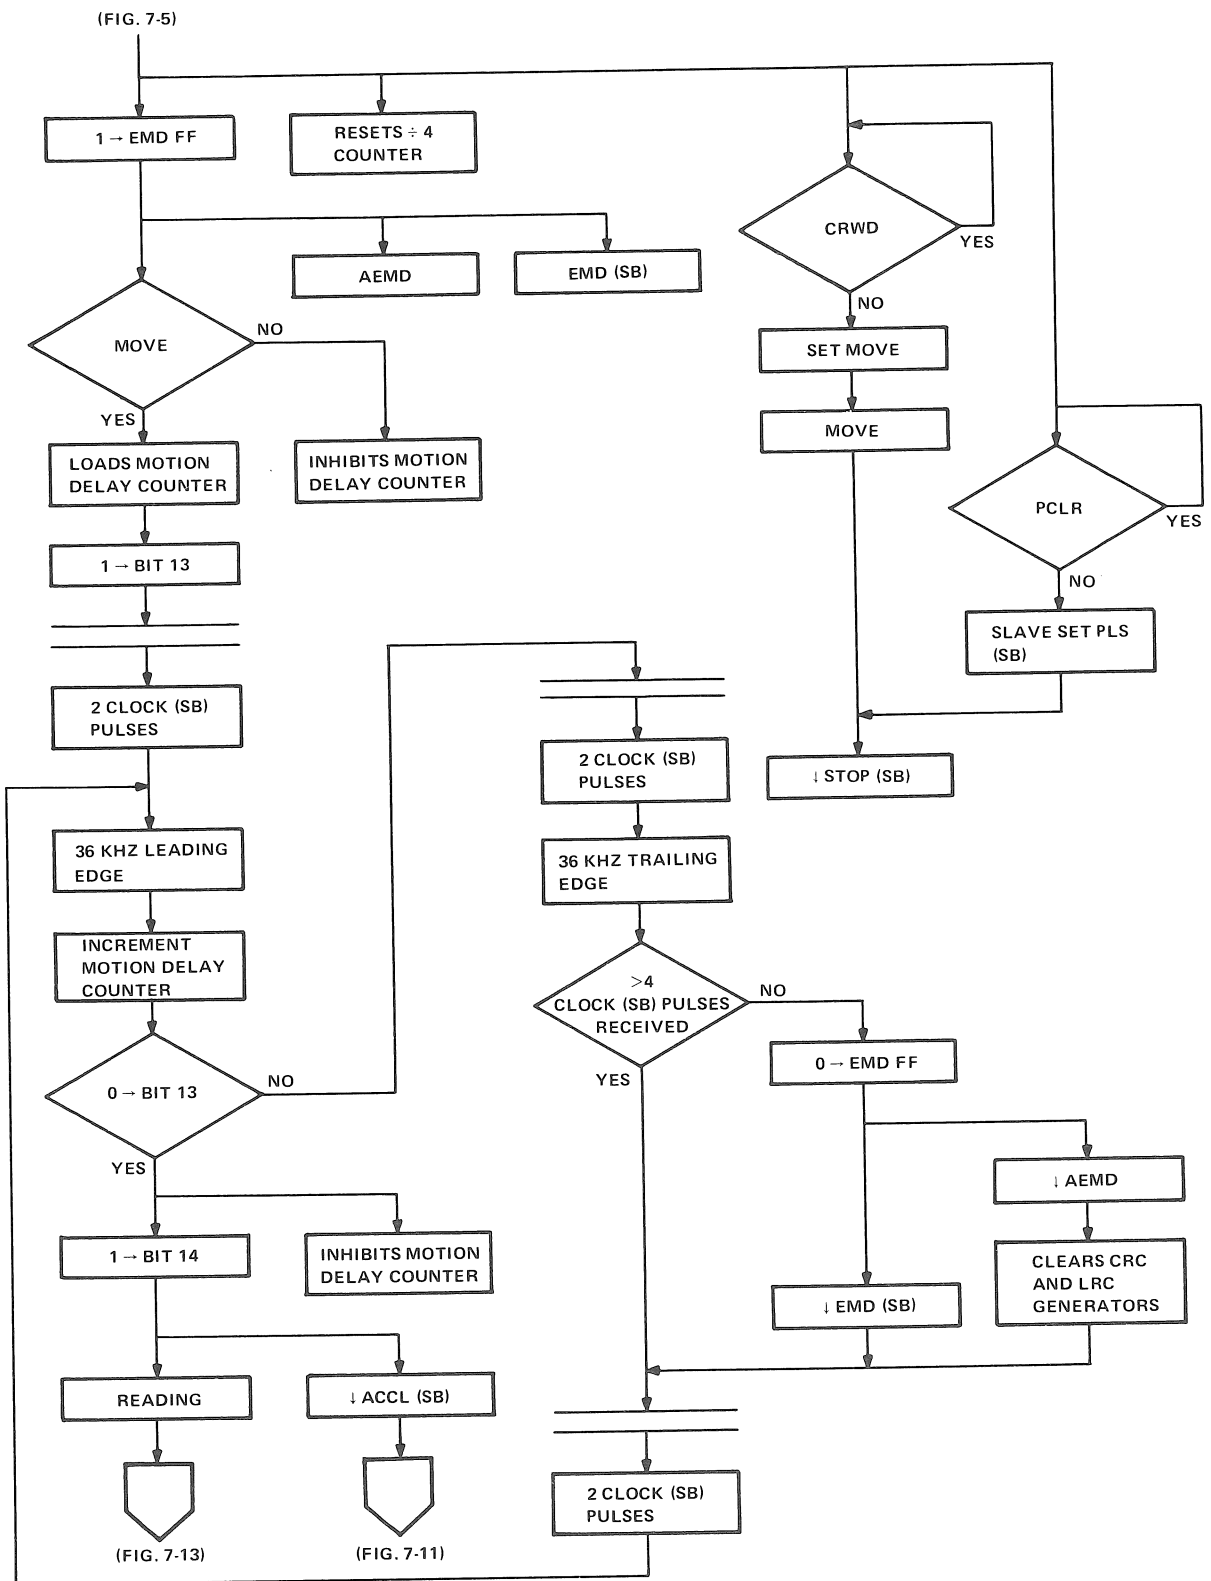 (FIG. 7-5)
1 → EMD FF
RESETS ÷ 4
COUNTER
AEMD
EMD (SB)
MOVE
NO
YES
LOADS MOTION
DELAY COUNTER
INHIBITS MOTION
DELAY COUNTER
1 → BIT 13
2 CLOCK (SB)
PULSES
36 KHZ LEADING
EDGE
INCREMENT
MOTION DELAY
COUNTER
0 → BIT 13
NO
YES
1 → BIT 14
INHIBITS MOTION
DELAY COUNTER
READING
↓ ACCL (SB)
(FIG. 7-13)
(FIG. 7-11)
2 CLOCK (SB)
PULSES
36 KHZ TRAILING
EDGE
>4
CLOCK (SB) PULSES
RECEIVED
NO
YES
0 → EMD FF
↓ AEMD
CLEARS CRC
AND LRC
GENERATORS
↓ EMD (SB)
2 CLOCK (SB)
PULSES
CRWD
YES
NO
SET MOVE
MOVE
PCLR
YES
NO
SLAVE SET PLS
(SB)
↓ STOP (SB)